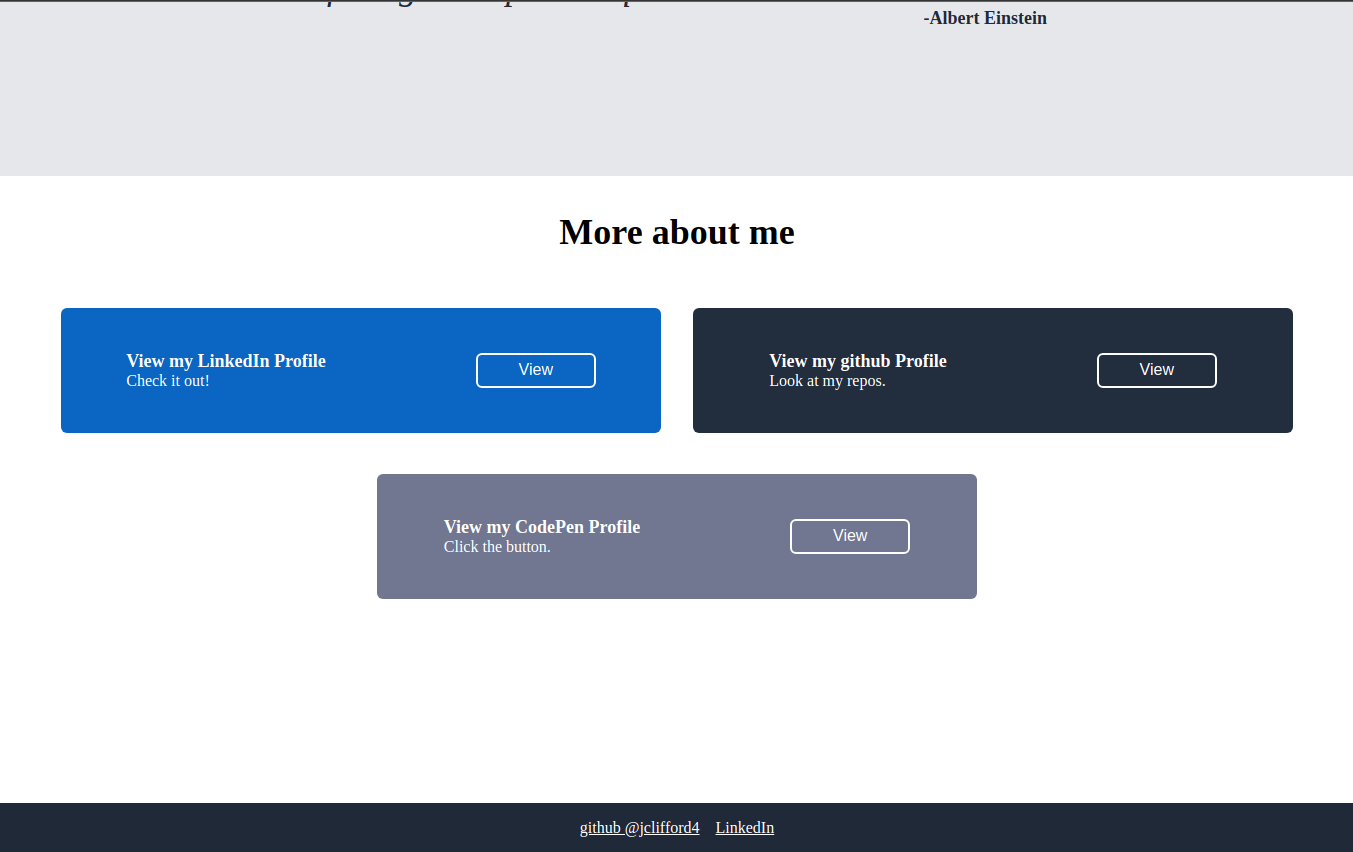 -Albert Einstein
More about me
View my LinkedIn Profile
Check it out!
View
View my github Profile
Look at my repos.
View
View my CodePen Profile
Click the button.
View
github @jclifford4 LinkedIn